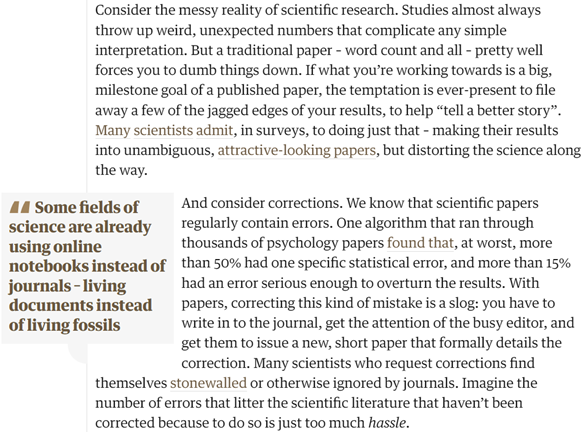 Consider the messy reality of scientific research. Studies almost always
throw up weird, unexpected numbers that complicate any simple
interpretation. But a traditional paper – word count and all – pretty well
forces you to dumb things down. If what you’re working towards is a big,
milestone goal of a published paper, the temptation is ever-present to file
away a few of the jagged edges of your results, to help “tell a better story”.
Many scientists admit, in surveys, to doing just that – making their results
into unambiguous, attractive-looking papers, but distorting the science along
the way.
“ Some fields of
science are already
using online
notebooks instead of
journals – living
documents instead
of living fossils
And consider corrections. We know that scientific papers
regularly contain errors. One algorithm that ran through
thousands of psychology papers found that, at worst, more
than 50% had one specific statistical error, and more than 15%
had an error serious enough to overturn the results. With
papers, correcting this kind of mistake is a slog: you have to
write in to the journal, get the attention of the busy editor, and
get them to issue a new, short paper that formally details the
correction. Many scientists who request corrections find
themselves stonewalled or otherwise ignored by journals. Imagine the
number of errors that litter the scientific literature that haven’t been
corrected because to do so is just too much hassle.